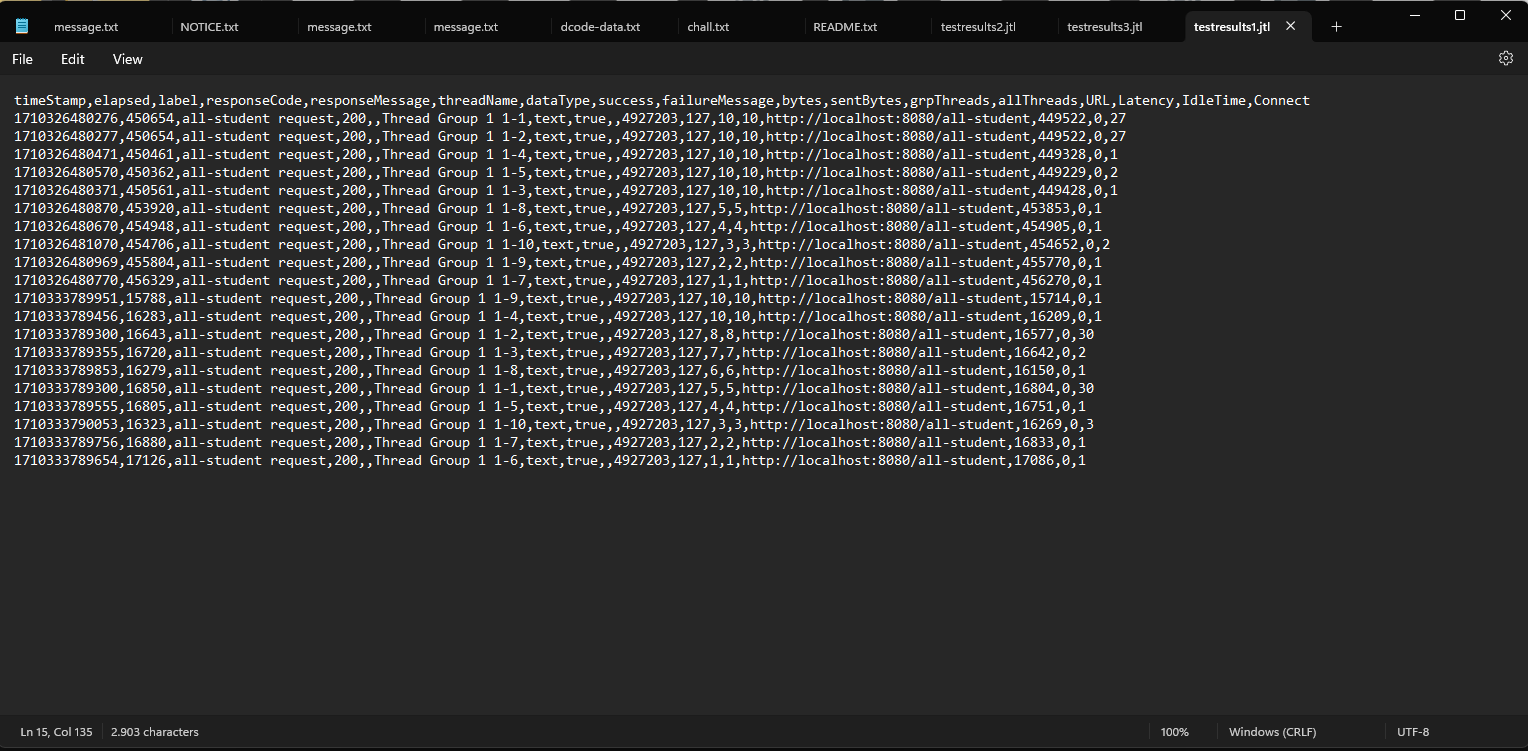 message.txt NOTICE.txt message.txt message.txt dcode-data.txt chall.txt README.txt testresults2.jtl testresults3.jtl testresults1.jtl
File Edit View
timeStamp,elapsed,label,responseCode,responseMessage,threadName,dataType,success,failureMessage,bytes,sentBytes,grpThreads,allThreads,URL,Latency,IdleTime,Connect
1710326480276,450654,all-student request,200,,Thread Group 1 1-1,text,true,,4927203,127,10,10,http://localhost:8080/all-student,449522,0,27
1710326480277,450654,all-student request,200,,Thread Group 1 1-2,text,true,,4927203,127,10,10,http://localhost:8080/all-student,449522,0,27
1710326480471,450461,all-student request,200,,Thread Group 1 1-4,text,true,,4927203,127,10,10,http://localhost:8080/all-student,449328,0,1
1710326480570,450362,all-student request,200,,Thread Group 1 1-5,text,true,,4927203,127,10,10,http://localhost:8080/all-student,449229,0,2
1710326480371,450561,all-student request,200,,Thread Group 1 1-3,text,true,,4927203,127,10,10,http://localhost:8080/all-student,449428,0,1
1710326480870,453920,all-student request,200,,Thread Group 1 1-8,text,true,,4927203,127,5,5,http://localhost:8080/all-student,453853,0,1
1710326480670,454948,all-student request,200,,Thread Group 1 1-6,text,true,,4927203,127,4,4,http://localhost:8080/all-student,454905,0,1
1710326481070,454706,all-student request,200,,Thread Group 1 1-10,text,true,,4927203,127,3,3,http://localhost:8080/all-student,454652,0,2
1710326480969,455804,all-student request,200,,Thread Group 1 1-9,text,true,,4927203,127,2,2,http://localhost:8080/all-student,455770,0,1
1710326480770,456329,all-student request,200,,Thread Group 1 1-7,text,true,,4927203,127,1,1,http://localhost:8080/all-student,456270,0,1
1710333789951,15788,all-student request,200,,Thread Group 1 1-9,text,true,,4927203,127,10,10,http://localhost:8080/all-student,15714,0,1
1710333789456,16283,all-student request,200,,Thread Group 1 1-4,text,true,,4927203,127,10,10,http://localhost:8080/all-student,16209,0,1
1710333789300,16643,all-student request,200,,Thread Group 1 1-2,text,true,,4927203,127,8,8,http://localhost:8080/all-student,16577,0,30
1710333789355,16720,all-student request,200,,Thread Group 1 1-3,text,true,,4927203,127,7,7,http://localhost:8080/all-student,16642,0,2
1710333789853,16279,all-student request,200,,Thread Group 1 1-8,text,true,,4927203,127,6,6,http://localhost:8080/all-student,16150,0,1
1710333789300,16850,all-student request,200,,Thread Group 1 1-1,text,true,,4927203,127,5,5,http://localhost:8080/all-student,16804,0,30
1710333789555,16805,all-student request,200,,Thread Group 1 1-5,text,true,,4927203,127,4,4,http://localhost:8080/all-student,16751,0,1
1710333790053,16323,all-student request,200,,Thread Group 1 1-10,text,true,,4927203,127,3,3,http://localhost:8080/all-student,16269,0,3
1710333789756,16880,all-student request,200,,Thread Group 1 1-7,text,true,,4927203,127,2,2,http://localhost:8080/all-student,16833,0,1
1710333789654,17126,all-student request,200,,Thread Group 1 1-6,text,true,,4927203,127,1,1,http://localhost:8080/all-student,17086,0,1
Ln 15, Col 135 2.903 characters 100% Windows (CRLF) UTF-8